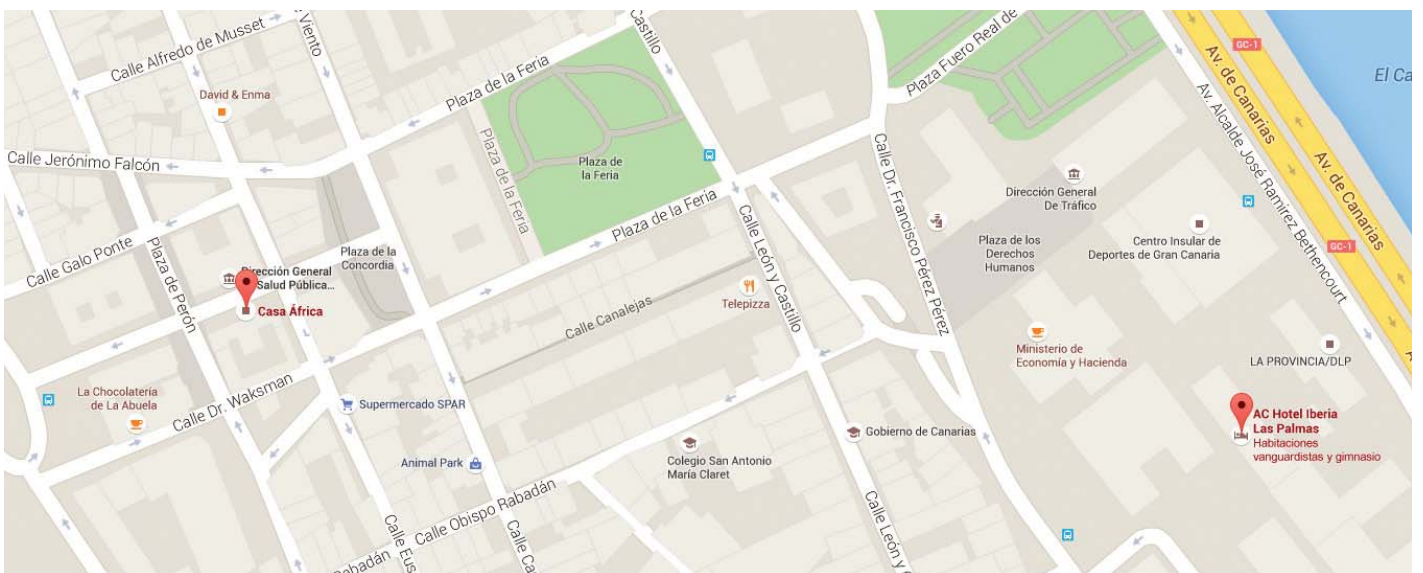 Calle Alfredo de Musset
Viento
Castillo
Plaza Fuero Real de
GC-1
Av. de Canarias
El Ca
David & Enma
Plaza de la Feria
Av. Alcalde José Ramirez Bethencourt
Av. de Canarias
Calle Jerónimo Falcón
Plaza de la Feria
Plaza de
la Feria
Calle Dr. Francisco Pérez Pérez
Dirección General
De Tráfico
Plaza de la Feria
Calle Galo Ponte
Plaza de Perón
Plaza de la
Concordia
Calle León y Castillo
Plaza de los
Derechos
Humanos
Centro Insular de
Deportes de Gran Canaria
GC-1
Dirección General
Salud Pública...
Casa África
Calle Canalejas
Telepizza
Ministerio de
Economía y Hacienda
LA PROVINCIA/DLP
La Chocolatería
de La Abuela
Calle Dr. Waksman
Supermercado SPAR
AC Hotel Iberia
Las Palmas
Habitaciones
vanguardistas y gimnasio
Gobierno de Canarias
Animal Park
Colegio San Antonio
María Claret
Calle Obispo Rabadán
Rabadán
Calle Eus
Calle Ca
Calle León y